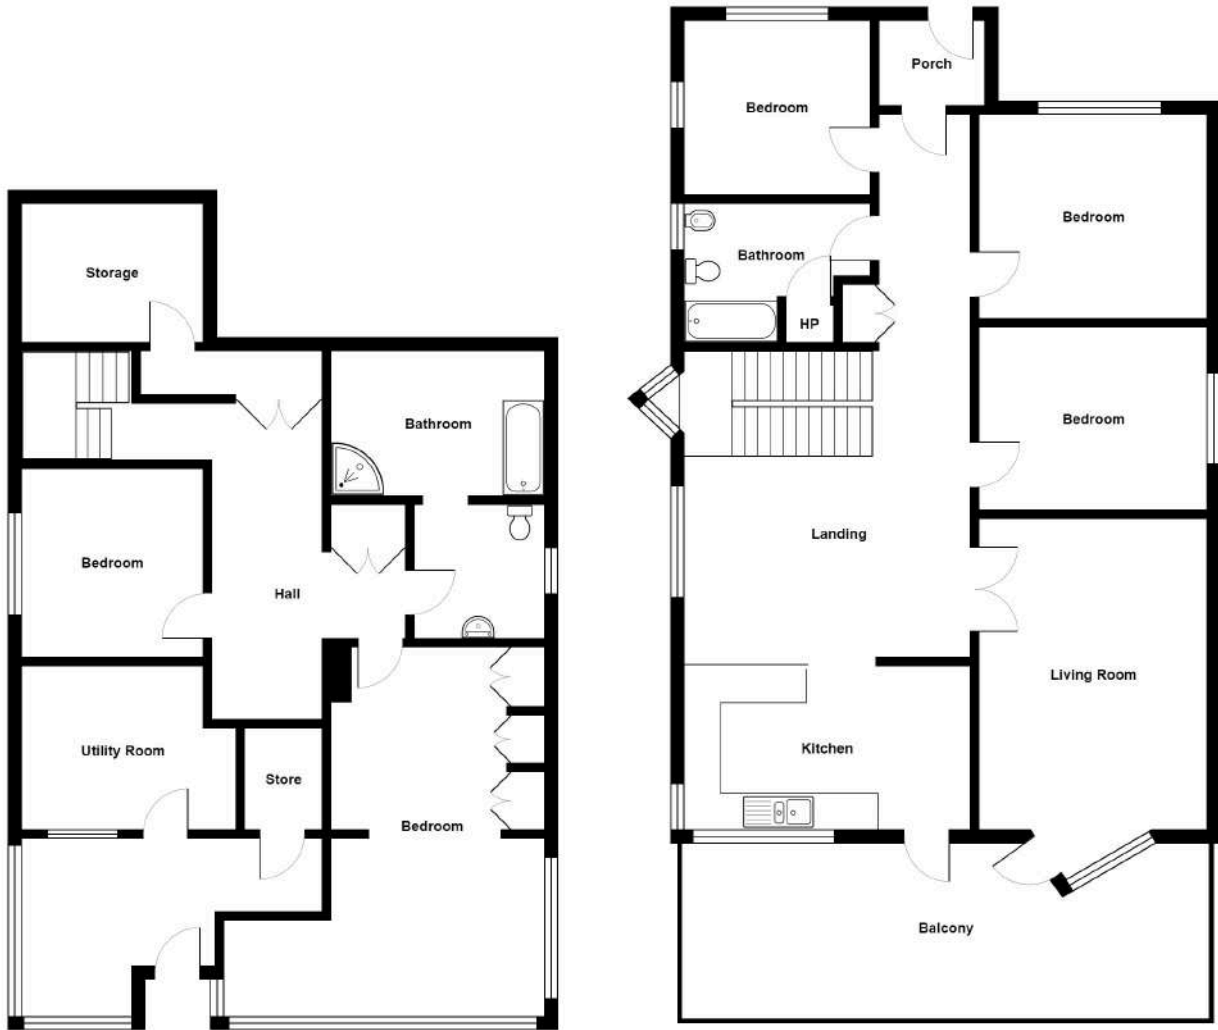 Storage
Bathroom
Bedroom
Hall
Utility Room
Store
Bedroom
Porch
Bedroom
Bedroom
Bathroom
HP
Bedroom
Landing
Living Room
Kitchen
Balcony